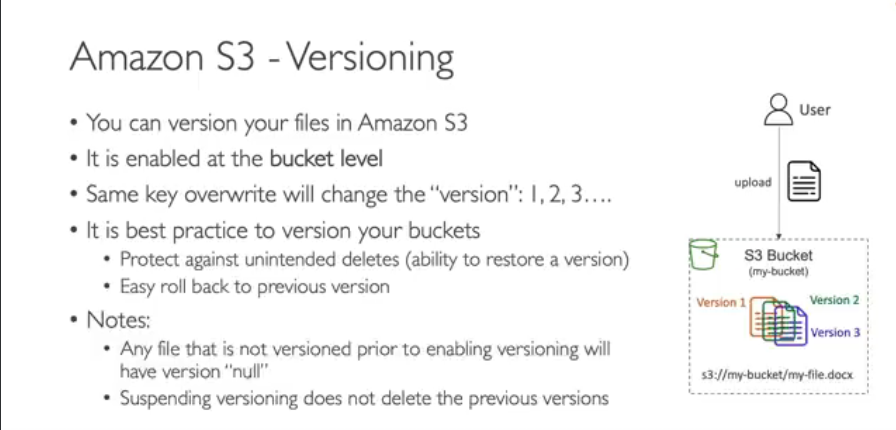 Amazon S3 - Versioning
• You can version your files in Amazon S3
• It is enabled at the bucket level
• Same key overwrite will change the “version”: 1, 2, 3….
• It is best practice to version your buckets
• Protect against unintended deletes (ability to restore a version)
• Easy roll back to previous version
• Notes:
• Any file that is not versioned prior to enabling versioning will
have version “null”
• Suspending versioning does not delete the previous versions
User
upload
S3 Bucket
(my-bucket)
Version 1
Version 2
Version 3
s3://my-bucket/my-file.docx